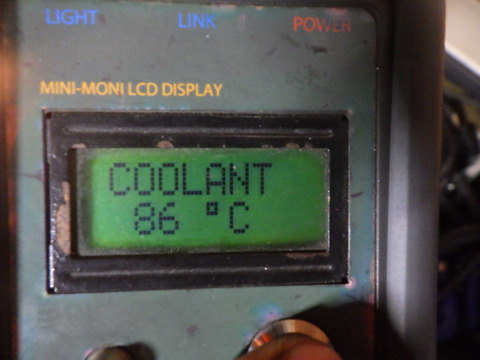 LIGHT LINK POWER
MINI-MONI LCD DISPLAY
COOLANT
86 °C